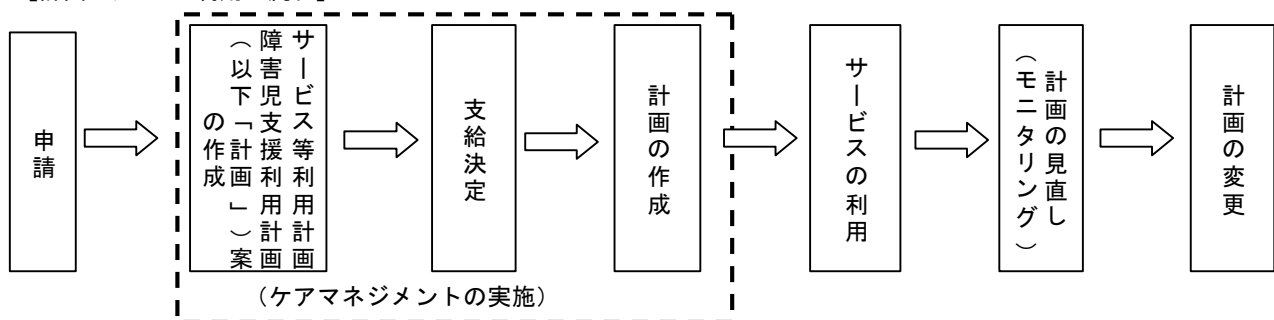 申請
サービス等利用計画
障害児支援利用計画
（以下「計画」）案
の作成
支給決定
計画の作成
サービスの利用
計画の見直し
（モニタリング）
計画の変更
（ケアマネジメントの実施）